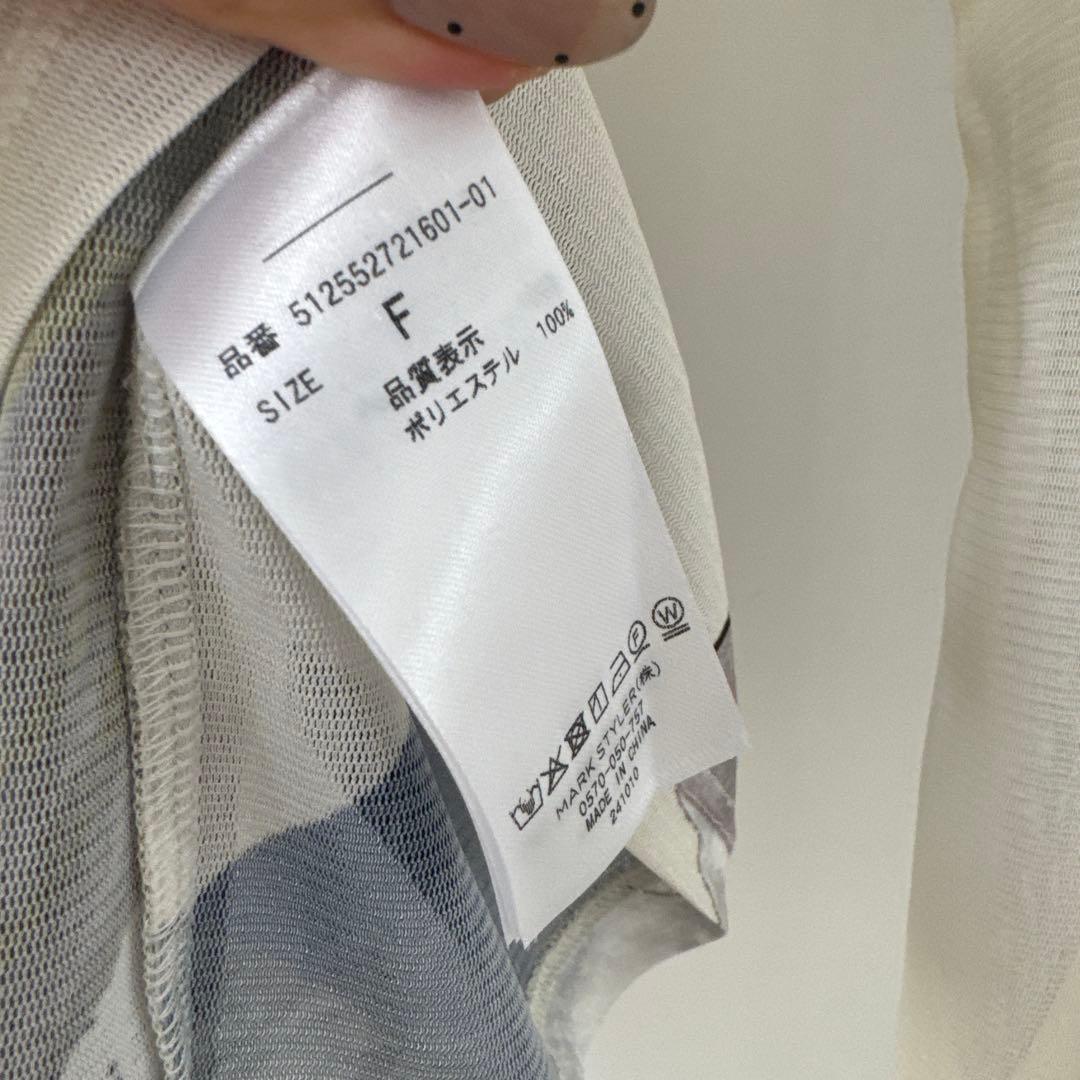 品番 512552721601-01
SIZE F
品質表示
ポリエステル 100%
F W
MARK STYLER(株)
0570-050-757
MADE IN CHINA
241010